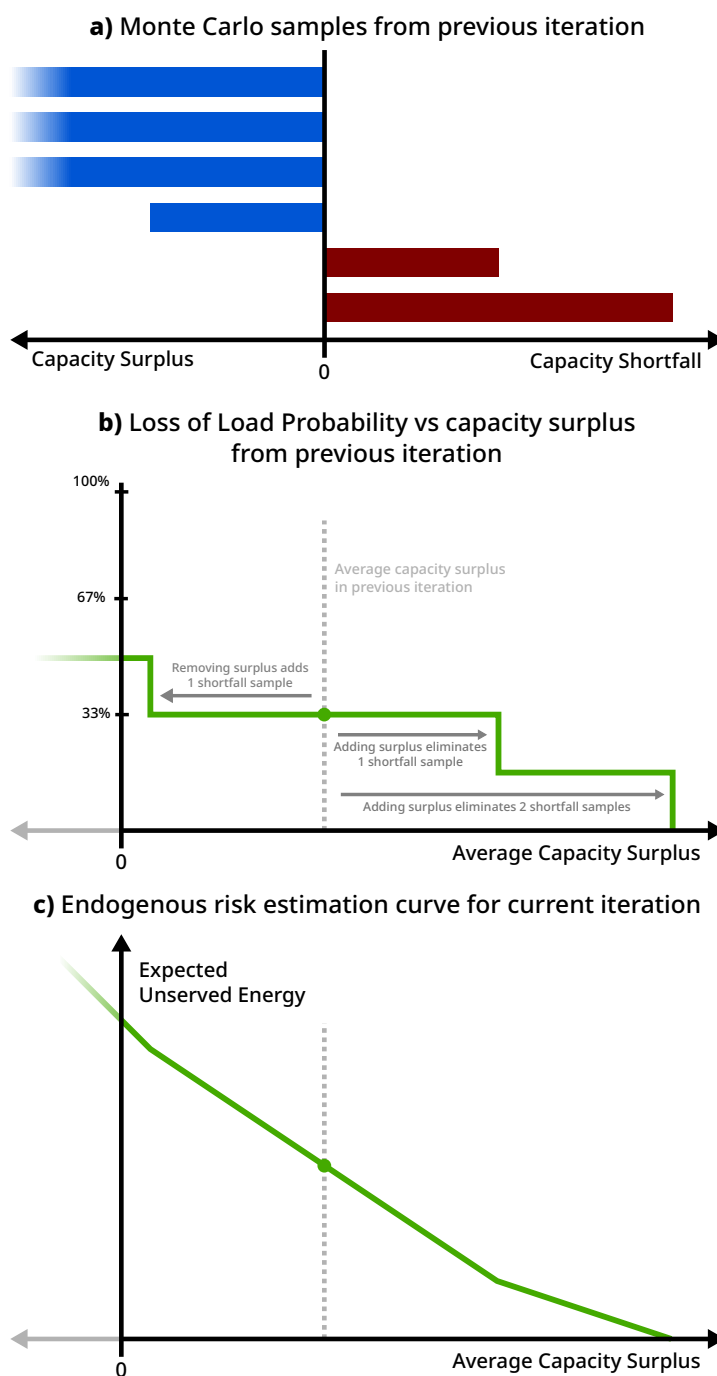 a) Monte Carlo samples from previous iteration
Capacity Surplus
0
Capacity Shortfall
b) Loss of Load Probability vs capacity surplus
from previous iteration
100%
67%
33%
Average capacity surplus
in previous iteration
Removing surplus adds
1 shortfall sample
Adding surplus eliminates
1 shortfall sample
Adding surplus eliminates 2 shortfall samples
0
Average Capacity Surplus
c) Endogenous risk estimation curve for current iteration
Expected
Unserved Energy
0
Average Capacity Surplus